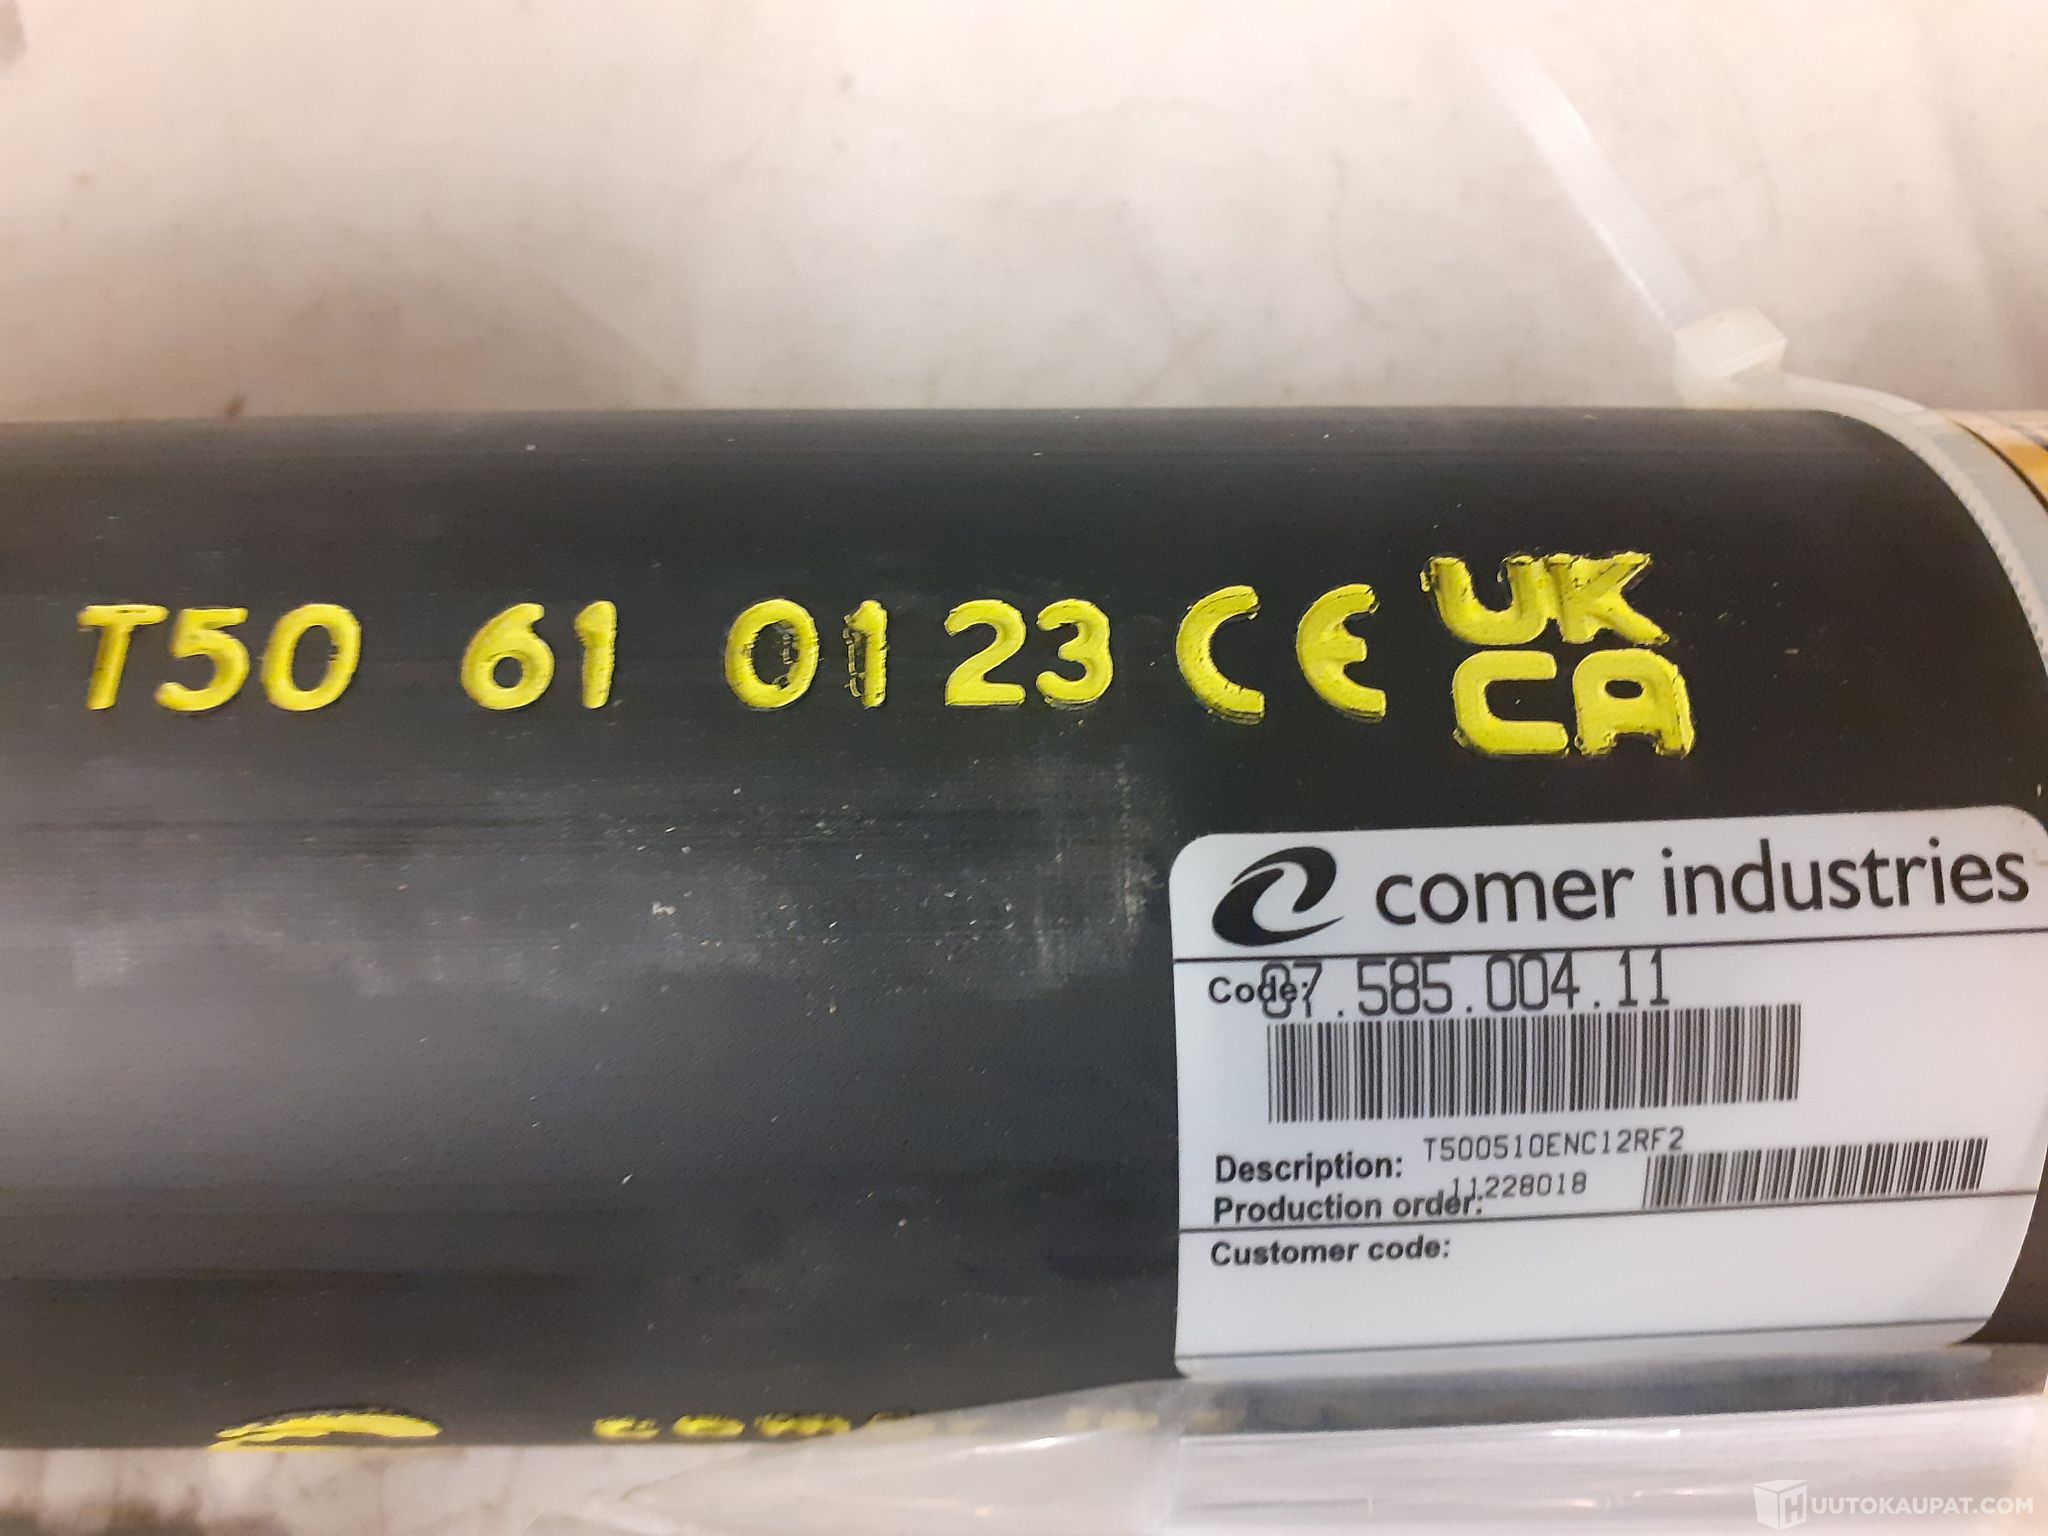 T50 61 01 23 CE UK
CA
comer industries
Code: 07.585.004.11
Description: T500510ENC12RF2
Production order: 11228018
Customer code:
HUUTOKAUPAT.COM